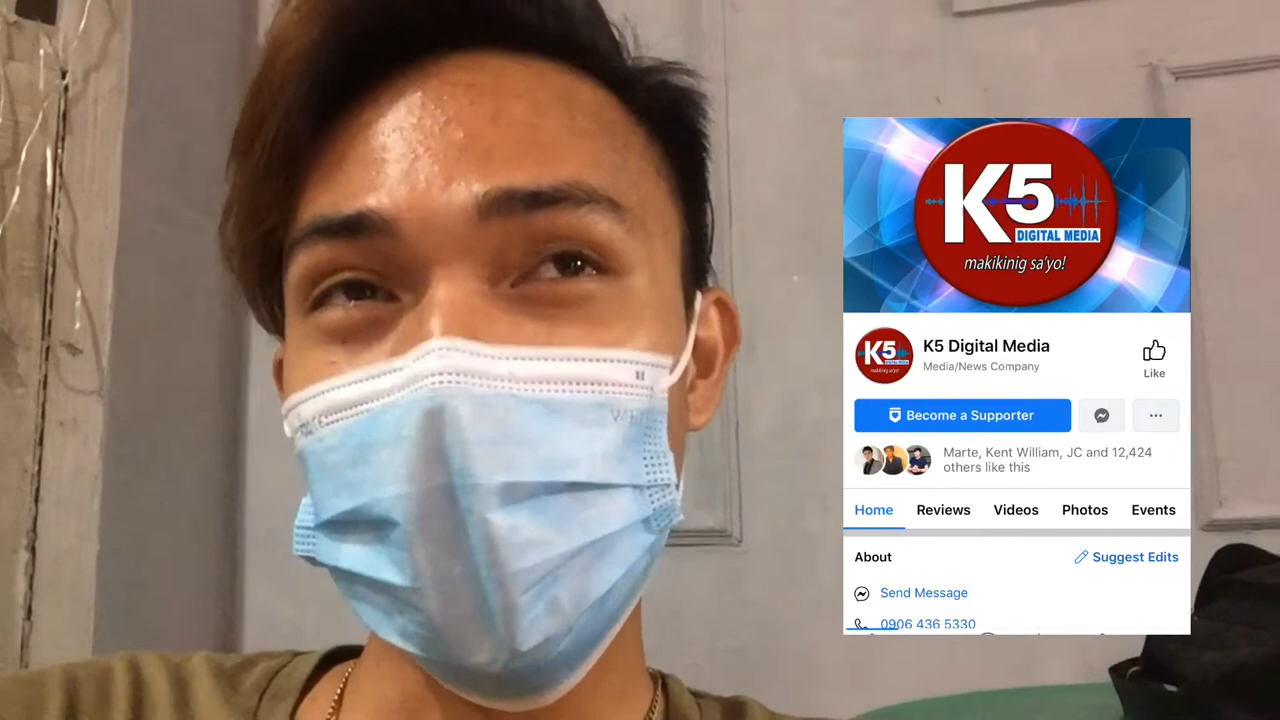 K5
DIGITAL MEDIA
makikinig sa'yo!
K5
K5 Digital Media
Media/News Company
Like
Become a Supporter
Marte, Kent William, JC and 12,424
others like this
Home Reviews Videos Photos Events
About
Suggest Edits
Send Message
0906 436 5330